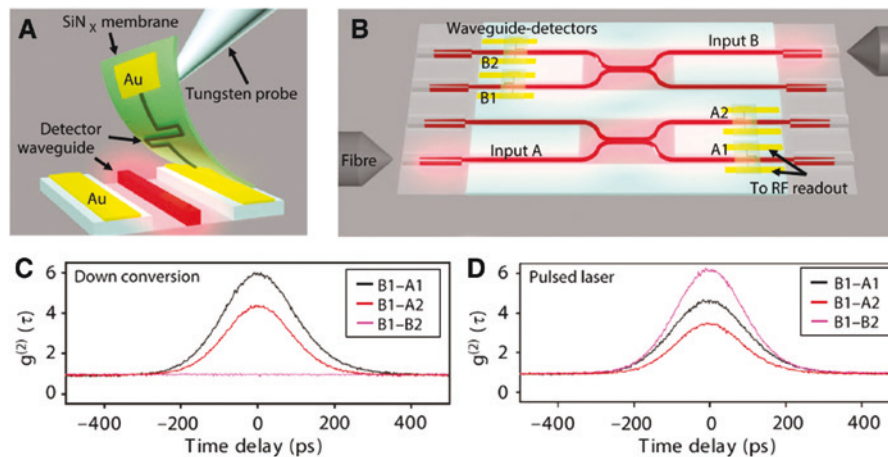 A
SiN x membrane
Au
Tungsten probe
Detector
waveguide
Au
B
Waveguide-detectors
Input B
B2
B1
A2
Input A
A1
Fibre
To RF readout
C
Down conversion
B1–A1
B1–A2
B1–B2
g(2) (τ)
6
4
2
0
−400 −200 0 200 400
Time delay (ps)
D
Pulsed laser
B1–A1
B1–A2
B1–B2
g(2) (τ)
6
4
2
0
−400 −200 0 200 400
Time delay (ps)